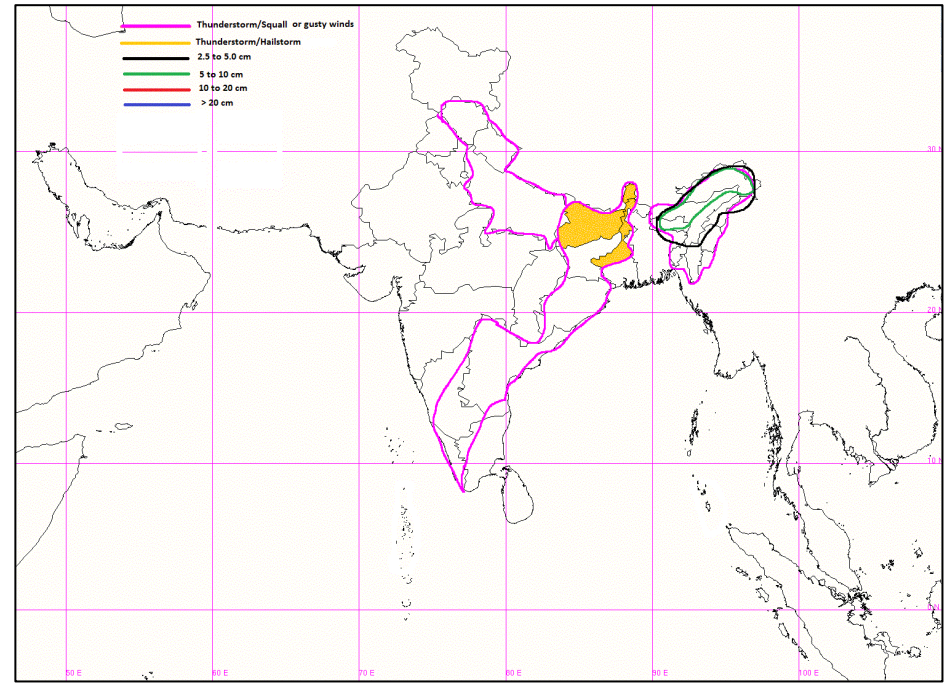 Thunderstorm/Squall or gusty winds
Thunderstorm/Hailstorm
2.5 to 5.0 cm
5 to 10 cm
10 to 20 cm
> 20 cm
30 N
20 N
10 N
50 E
60 E
70 E
80 E
90 E
100 E